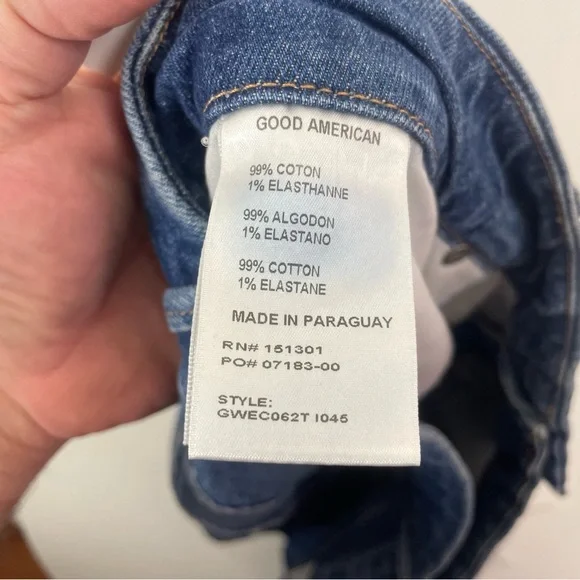 GOOD AMERICAN
99% COTON
1% ELASTHANNE
99% ALGODON
1% ELASTANO
99% COTTON
1% ELASTANE
MADE IN PARAGUAY
RN# 151301
PO# 07183-00
STYLE:
GWEC062T I045